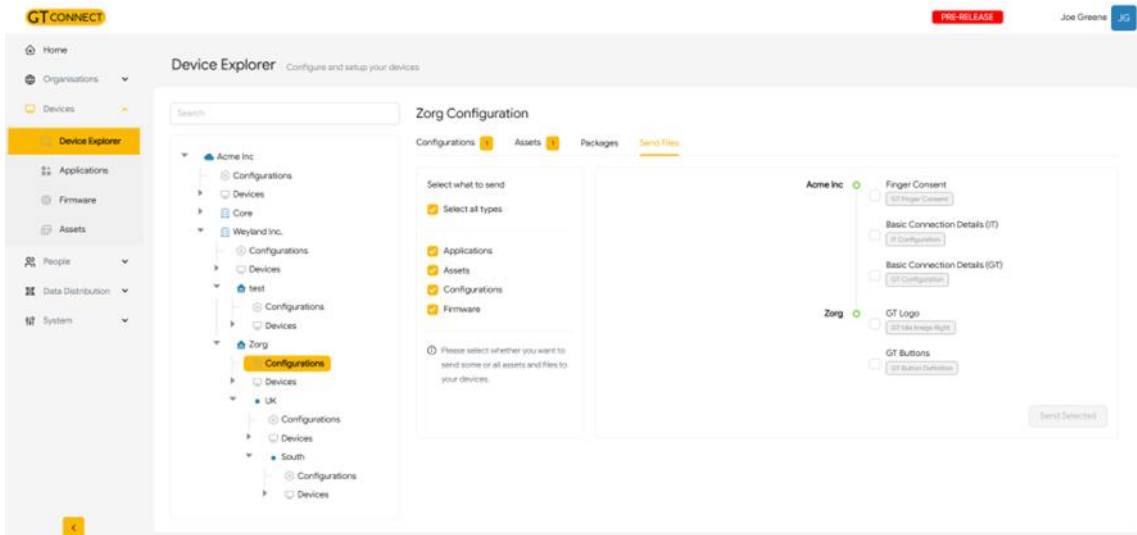 GT CONNECT
PRE-RELEASE
Joe Greene
JG
Home
Organisations
Devices
Device Explorer
Applications
Firmware
Assets
People
Data Distribution
System
Device Explorer
Configure and setup your devices
Search
Acme Inc
Configurations
Devices
Core
Weyland Inc.
Configurations
Devices
test
Configurations
Devices
Zorg
Configurations
Devices
UK
Configurations
Devices
South
Configurations
Devices
Zorg Configuration
Configurations 1
Assets 1
Packages
Send Files
Select what to send
Select all types
Applications
Assets
Configurations
Firmware
Please select whether you want to
send some or all assets and files to
your devices.
Acme Inc
Finger Consent
GT Finger Consent
Basic Connection Details (IT)
IT Configuration
Basic Connection Details (GT)
GT Configuration
Zorg
GT Logo
GT Idle Image Right
GT Buttons
GT Button Definition
Send Selected